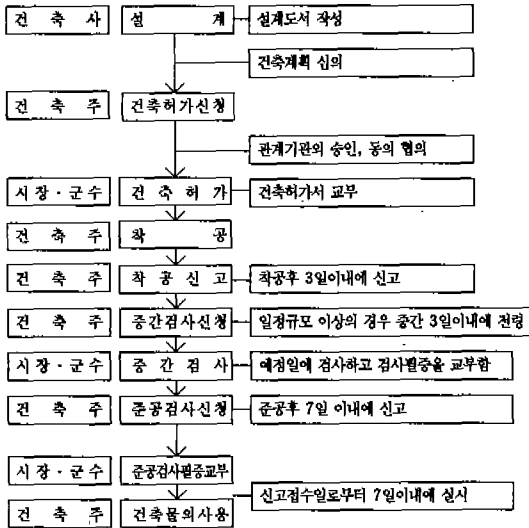 건 축 사 설 계 설계도서 작성
건축계획 심의
건 축 주 건축허가신청
관계기관의 승인, 동의 협의
시 장 · 군 수 건 축 허 가 건축허가서 교부
건 축 주 착 공
건 축 주 착 공 신 고 착공후 3일이내에 신고
건 축 주 중간검사신청 일정규모 이상의 경우 중간 3일이내에 전령
시 장 · 군 수 중 간 검 사 예정일에 검사하고 검사필증을 교부함
건 축 주 준공검사신청 준공후 7일 이내에 신고
시 장 · 군 수 준공검사필증교부
신고접수일로부터 7일이내에 실시
건 축 주 건축물의사용